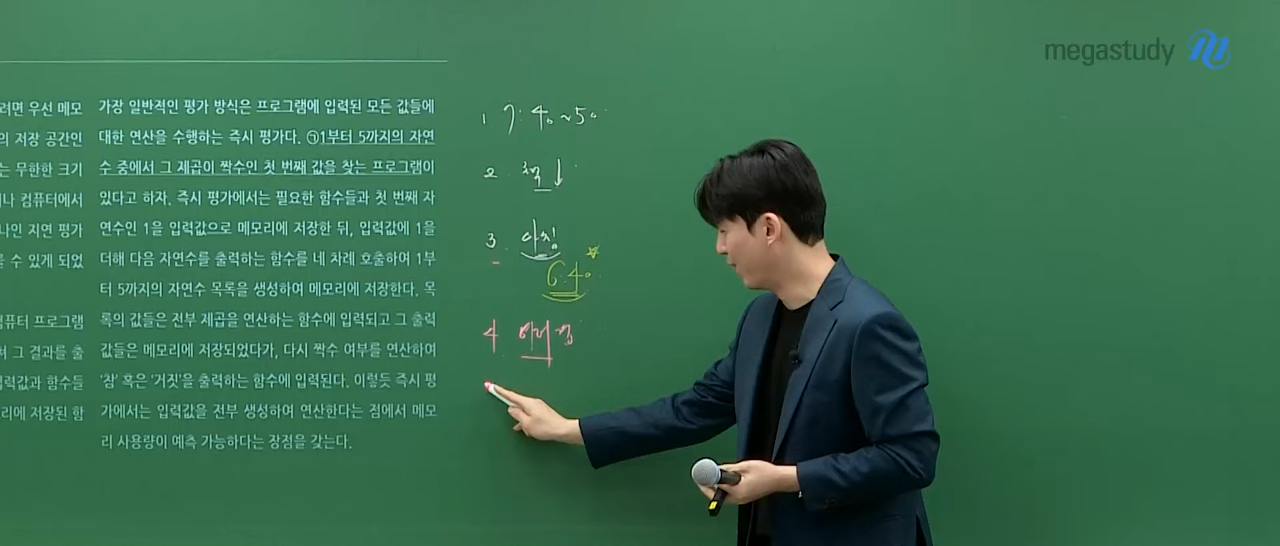 megastudy
려면 우선 메모
의 저장 공간인
는 무한한 크기
나 컴퓨터에서
나인 지연 평가
를 수 있게 되었
컴퓨터 프로그램
쳐 그 결과를 출
력값과 함수들
리에 저장된 함
가장 일반적인 평가 방식은 프로그램에 입력된 모든 값들에
대한 연산을 수행하는 즉시 평가다. ㉠1부터 5까지의 자연
수 중에서 그 제곱이 짝수인 첫 번째 값을 찾는 프로그램이
있다고 하자. 즉시 평가에서는 필요한 함수들과 첫 번째 자
연수인 1을 입력값으로 메모리에 저장한 뒤, 입력값에 1을
더해 다음 자연수를 출력하는 함수를 네 차례 호출하여 1부
터 5까지의 자연수 목록을 생성하여 메모리에 저장한다. 목
록의 값들은 전부 제곱을 연산하는 함수에 입력되고 그 출력
값들은 메모리에 저장되었다가, 다시 짝수 여부를 연산하여
'참' 혹은 '거짓'을 출력하는 함수에 입력된다. 이렇듯 즉시 평
가에서는 입력값을 전부 생성하여 연산한다는 점에서 메모
리 사용량이 예측 가능하다는 장점을 갖는다.
1 7:40~50
2. 책↓
3. 아침
6:40
4